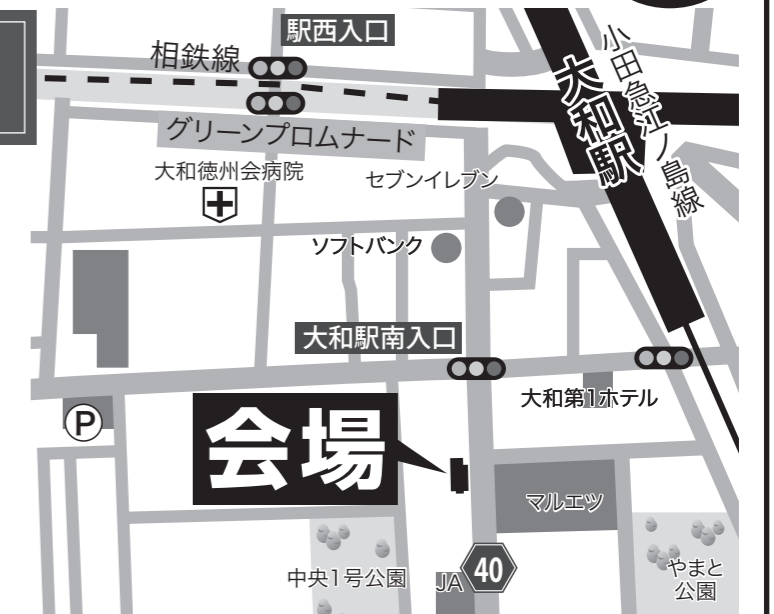 駅西入口
相鉄線
小田急江ノ島線
大和駅
グリーンプロムナード
大和徳州会病院
セブンイレブン
ソフトバンク
大和駅南入口
大和第1ホテル
P
会場
マルエツ
中央1号公園
JA
40
やまと
公園